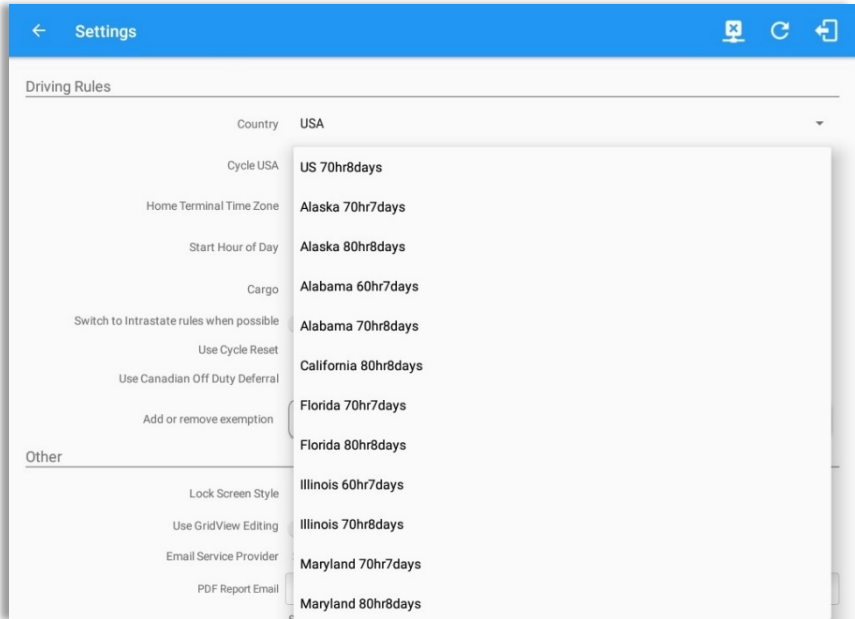 Settings
Driving Rules
Country USA
Cycle USA US 70hr8days
Home Terminal Time Zone Alaska 70hr7days
Start Hour of Day Alaska 80hr8days
Cargo Alabama 60hr7days
Switch to Intrastate rules when possible Alabama 70hr8days
Use Cycle Reset
California 80hr8days
Use Canadian Off Duty Deferral
Florida 70hr7days
Add or remove exemption
Florida 80hr8days
Other
Illinois 60hr7days
Lock Screen Style
Use GridView Editing Illinois 70hr8days
Email Service Provider Maryland 70hr7days
PDF Report Email
Maryland 80hr8days